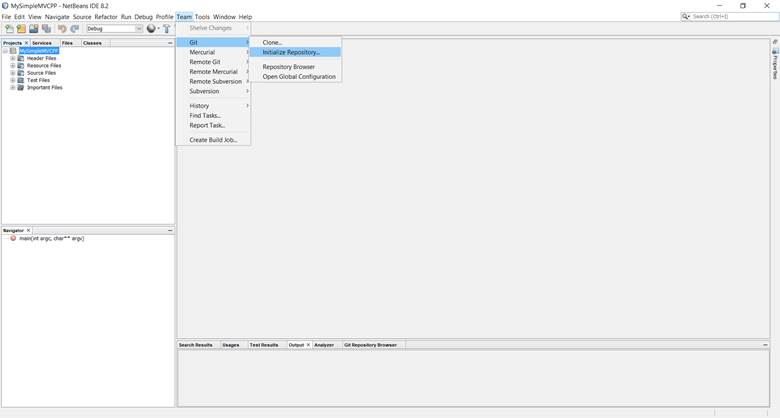 MySimpleMVCPP - NetBeans IDE 8.2
File Edit View Navigate Source Refactor Run Debug Profile Team Tools Window Help
Search (Ctrl+I)
Debug
Shelve Changes
Git
Mercurial
Remote Git
Remote Mercurial
Remote Subversion
Subversion
History
Find Tasks...
Report Task...
Create Build Job...
Clone...
Initialize Repository...
Repository Browser
Open Global Configuration
Projects Services Files Classes
MySimpleMVCPP
Header Files
Resource Files
Source Files
Test Files
Important Files
Properties
Navigator
main(int argc, char** argv)
Search Results Usages Test Results Output Analyzer Git Repository Browser